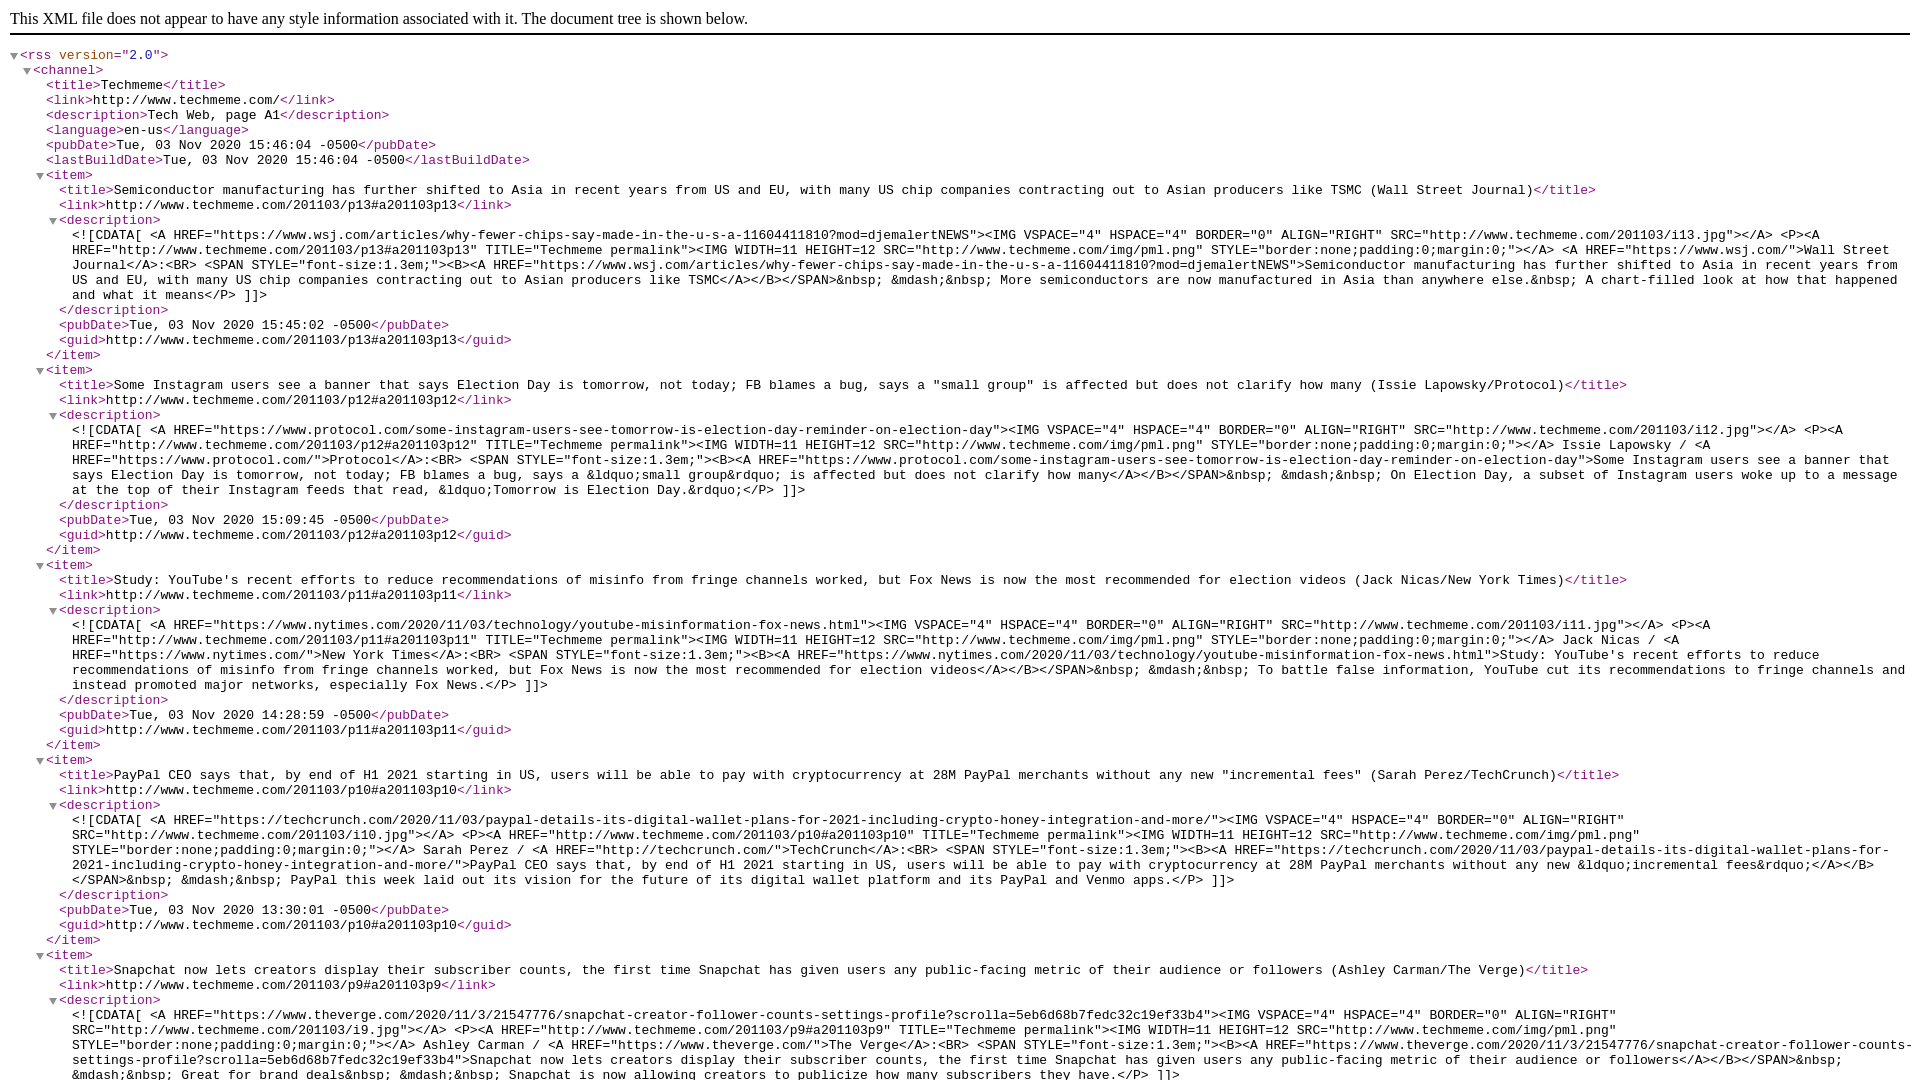 This XML file does not appear to have any style information associated with it. The document tree is shown below.
<rss version="2.0">
<channel>
<title>Techmeme</title>
<link>http://www.techmeme.com/</link>
<description>Tech Web, page A1</description>
<language>en-us</language>
<pubDate>Tue, 03 Nov 2020 15:46:04 -0500</pubDate>
<lastBuildDate>Tue, 03 Nov 2020 15:46:04 -0500</lastBuildDate>
<item>
<title>Semiconductor manufacturing has further shifted to Asia in recent years from US and EU, with many US chip companies contracting out to Asian producers like TSMC (Wall Street Journal)</title>
<link>http://www.techmeme.com/201103/p13#a201103p13</link>
<description>
<![CDATA[ <A HREF="https://www.wsj.com/articles/why-fewer-chips-say-made-in-the-u-s-a-11604411810?mod=djemalertNEWS"><IMG VSPACE="4" HSPACE="4" BORDER="0" ALIGN="RIGHT" SRC="http://www.techmeme.com/201103/i13.jpg"></A> <P><A
HREF="http://www.techmeme.com/201103/p13#a201103p13" TITLE="Techmeme permalink"><IMG WIDTH=11 HEIGHT=12 SRC="http://www.techmeme.com/img/pml.png" STYLE="border:none;padding:0;margin:0;"></A> <A HREF="https://www.wsj.com/">Wall Street
Journal</A>:<BR> <SPAN STYLE="font-size:1.3em;"><B><A HREF="https://www.wsj.com/articles/why-fewer-chips-say-made-in-the-u-s-a-11604411810?mod=djemalertNEWS">Semiconductor manufacturing has further shifted to Asia in recent years from
US and EU, with many US chip companies contracting out to Asian producers like TSMC</A></B></SPAN>&nbsp; &mdash;&nbsp; More semiconductors are now manufactured in Asia than anywhere else.&nbsp; A chart-filled look at how that happened
and what it means</P> ]]>
</description>
<pubDate>Tue, 03 Nov 2020 15:45:02 -0500</pubDate>
<guid>http://www.techmeme.com/201103/p13#a201103p13</guid>
</item>
<item>
<title>Some Instagram users see a banner that says Election Day is tomorrow, not today; FB blames a bug, says a "small group" is affected but does not clarify how many (Issie Lapowsky/Protocol)</title>
<link>http://www.techmeme.com/201103/p12#a201103p12</link>
<description>
<![CDATA[ <A HREF="https://www.protocol.com/some-instagram-users-see-tomorrow-is-election-day-reminder-on-election-day"><IMG VSPACE="4" HSPACE="4" BORDER="0" ALIGN="RIGHT" SRC="http://www.techmeme.com/201103/i12.jpg"></A> <P><A
HREF="http://www.techmeme.com/201103/p12#a201103p12" TITLE="Techmeme permalink"><IMG WIDTH=11 HEIGHT=12 SRC="http://www.techmeme.com/img/pml.png" STYLE="border:none;padding:0;margin:0;"></A> Issie Lapowsky / <A
HREF="https://www.protocol.com/">Protocol</A>:<BR> <SPAN STYLE="font-size:1.3em;"><B><A HREF="https://www.protocol.com/some-instagram-users-see-tomorrow-is-election-day-reminder-on-election-day">Some Instagram users see a banner that
says Election Day is tomorrow, not today; FB blames a bug, says a &ldquo;small group&rdquo; is affected but does not clarify how many</A></B></SPAN>&nbsp; &mdash;&nbsp; On Election Day, a subset of Instagram users woke up to a message
at the top of their Instagram feeds that read, &ldquo;Tomorrow is Election Day.&rdquo;</P> ]]>
</description>
<pubDate>Tue, 03 Nov 2020 15:09:45 -0500</pubDate>
<guid>http://www.techmeme.com/201103/p12#a201103p12</guid>
</item>
<item>
<title>Study: YouTube's recent efforts to reduce recommendations of misinfo from fringe channels worked, but Fox News is now the most recommended for election videos (Jack Nicas/New York Times)</title>
<link>http://www.techmeme.com/201103/p11#a201103p11</link>
<description>
<![CDATA[ <A HREF="https://www.nytimes.com/2020/11/03/technology/youtube-misinformation-fox-news.html"><IMG VSPACE="4" HSPACE="4" BORDER="0" ALIGN="RIGHT" SRC="http://www.techmeme.com/201103/i11.jpg"></A> <P><A
HREF="http://www.techmeme.com/201103/p11#a201103p11" TITLE="Techmeme permalink"><IMG WIDTH=11 HEIGHT=12 SRC="http://www.techmeme.com/img/pml.png" STYLE="border:none;padding:0;margin:0;"></A> Jack Nicas / <A
HREF="https://www.nytimes.com/">New York Times</A>:<BR> <SPAN STYLE="font-size:1.3em;"><B><A HREF="https://www.nytimes.com/2020/11/03/technology/youtube-misinformation-fox-news.html">Study: YouTube's recent efforts to reduce
recommendations of misinfo from fringe channels worked, but Fox News is now the most recommended for election videos</A></B></SPAN>&nbsp; &mdash;&nbsp; To battle false information, YouTube cut its recommendations to fringe channels and
instead promoted major networks, especially Fox News.</P> ]]>
</description>
<pubDate>Tue, 03 Nov 2020 14:28:59 -0500</pubDate>
<guid>http://www.techmeme.com/201103/p11#a201103p11</guid>
</item>
<item>
<title>PayPal CEO says that, by end of H1 2021 starting in US, users will be able to pay with cryptocurrency at 28M PayPal merchants without any new "incremental fees" (Sarah Perez/TechCrunch)</title>
<link>http://www.techmeme.com/201103/p10#a201103p10</link>
<description>
<![CDATA[ <A HREF="https://techcrunch.com/2020/11/03/paypal-details-its-digital-wallet-plans-for-2021-including-crypto-honey-integration-and-more/"><IMG VSPACE="4" HSPACE="4" BORDER="0" ALIGN="RIGHT"
SRC="http://www.techmeme.com/201103/i10.jpg"></A> <P><A HREF="http://www.techmeme.com/201103/p10#a201103p10" TITLE="Techmeme permalink"><IMG WIDTH=11 HEIGHT=12 SRC="http://www.techmeme.com/img/pml.png"
STYLE="border:none;padding:0;margin:0;"></A> Sarah Perez / <A HREF="http://techcrunch.com/">TechCrunch</A>:<BR> <SPAN STYLE="font-size:1.3em;"><B><A HREF="https://techcrunch.com/2020/11/03/paypal-details-its-digital-wallet-plans-for-
2021-including-crypto-honey-integration-and-more/">PayPal CEO says that, by end of H1 2021 starting in US, users will be able to pay with cryptocurrency at 28M PayPal merchants without any new &ldquo;incremental fees&rdquo;</A></B>
</SPAN>&nbsp; &mdash;&nbsp; PayPal this week laid out its vision for the future of its digital wallet platform and its PayPal and Venmo apps.</P> ]]>
</description>
<pubDate>Tue, 03 Nov 2020 13:30:01 -0500</pubDate>
<guid>http://www.techmeme.com/201103/p10#a201103p10</guid>
</item>
<item>
<title>Snapchat now lets creators display their subscriber counts, the first time Snapchat has given users any public-facing metric of their audience or followers (Ashley Carman/The Verge)</title>
<link>http://www.techmeme.com/201103/p9#a201103p9</link>
<description>
<![CDATA[ <A HREF="https://www.theverge.com/2020/11/3/21547776/snapchat-creator-follower-counts-settings-profile?scrolla=5eb6d68b7fedc32c19ef33b4"><IMG VSPACE="4" HSPACE="4" BORDER="0" ALIGN="RIGHT"
SRC="http://www.techmeme.com/201103/i9.jpg"></A> <P><A HREF="http://www.techmeme.com/201103/p9#a201103p9" TITLE="Techmeme permalink"><IMG WIDTH=11 HEIGHT=12 SRC="http://www.techmeme.com/img/pml.png"
STYLE="border:none;padding:0;margin:0;"></A> Ashley Carman / <A HREF="https://www.theverge.com/">The Verge</A>:<BR> <SPAN STYLE="font-size:1.3em;"><B><A HREF="https://www.theverge.com/2020/11/3/21547776/snapchat-creator-follower-counts-
settings-profile?scrolla=5eb6d68b7fedc32c19ef33b4">Snapchat now lets creators display their subscriber counts, the first time Snapchat has given users any public-facing metric of their audience or followers</A></B></SPAN>&nbsp;
&mdash;&nbsp; Great for brand deals&nbsp; &mdash;&nbsp; Snapchat is now allowing creators to publicize how many subscribers they have.</P> ]]>